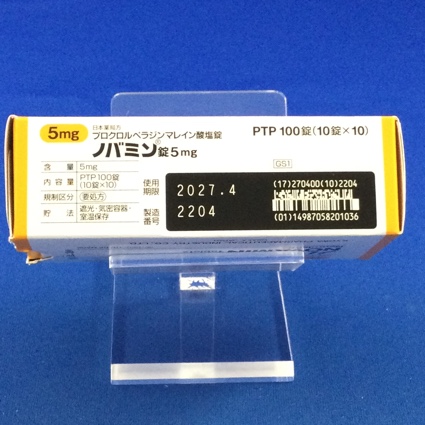 5mg
日本薬局方
プロクロルペラジンマレイン酸塩錠
ノバミン®錠5mg
PTP 100錠(10錠×10)
GS1
含 量 5mg
内 容 量 PTP100錠
(10錠×10)
規制区分 要処方
貯 法 遮光・気密容器・
室温保存
使用
期限
2027.4
製造
番号
2204
(17)270400(10)2204
(01)14987058201036